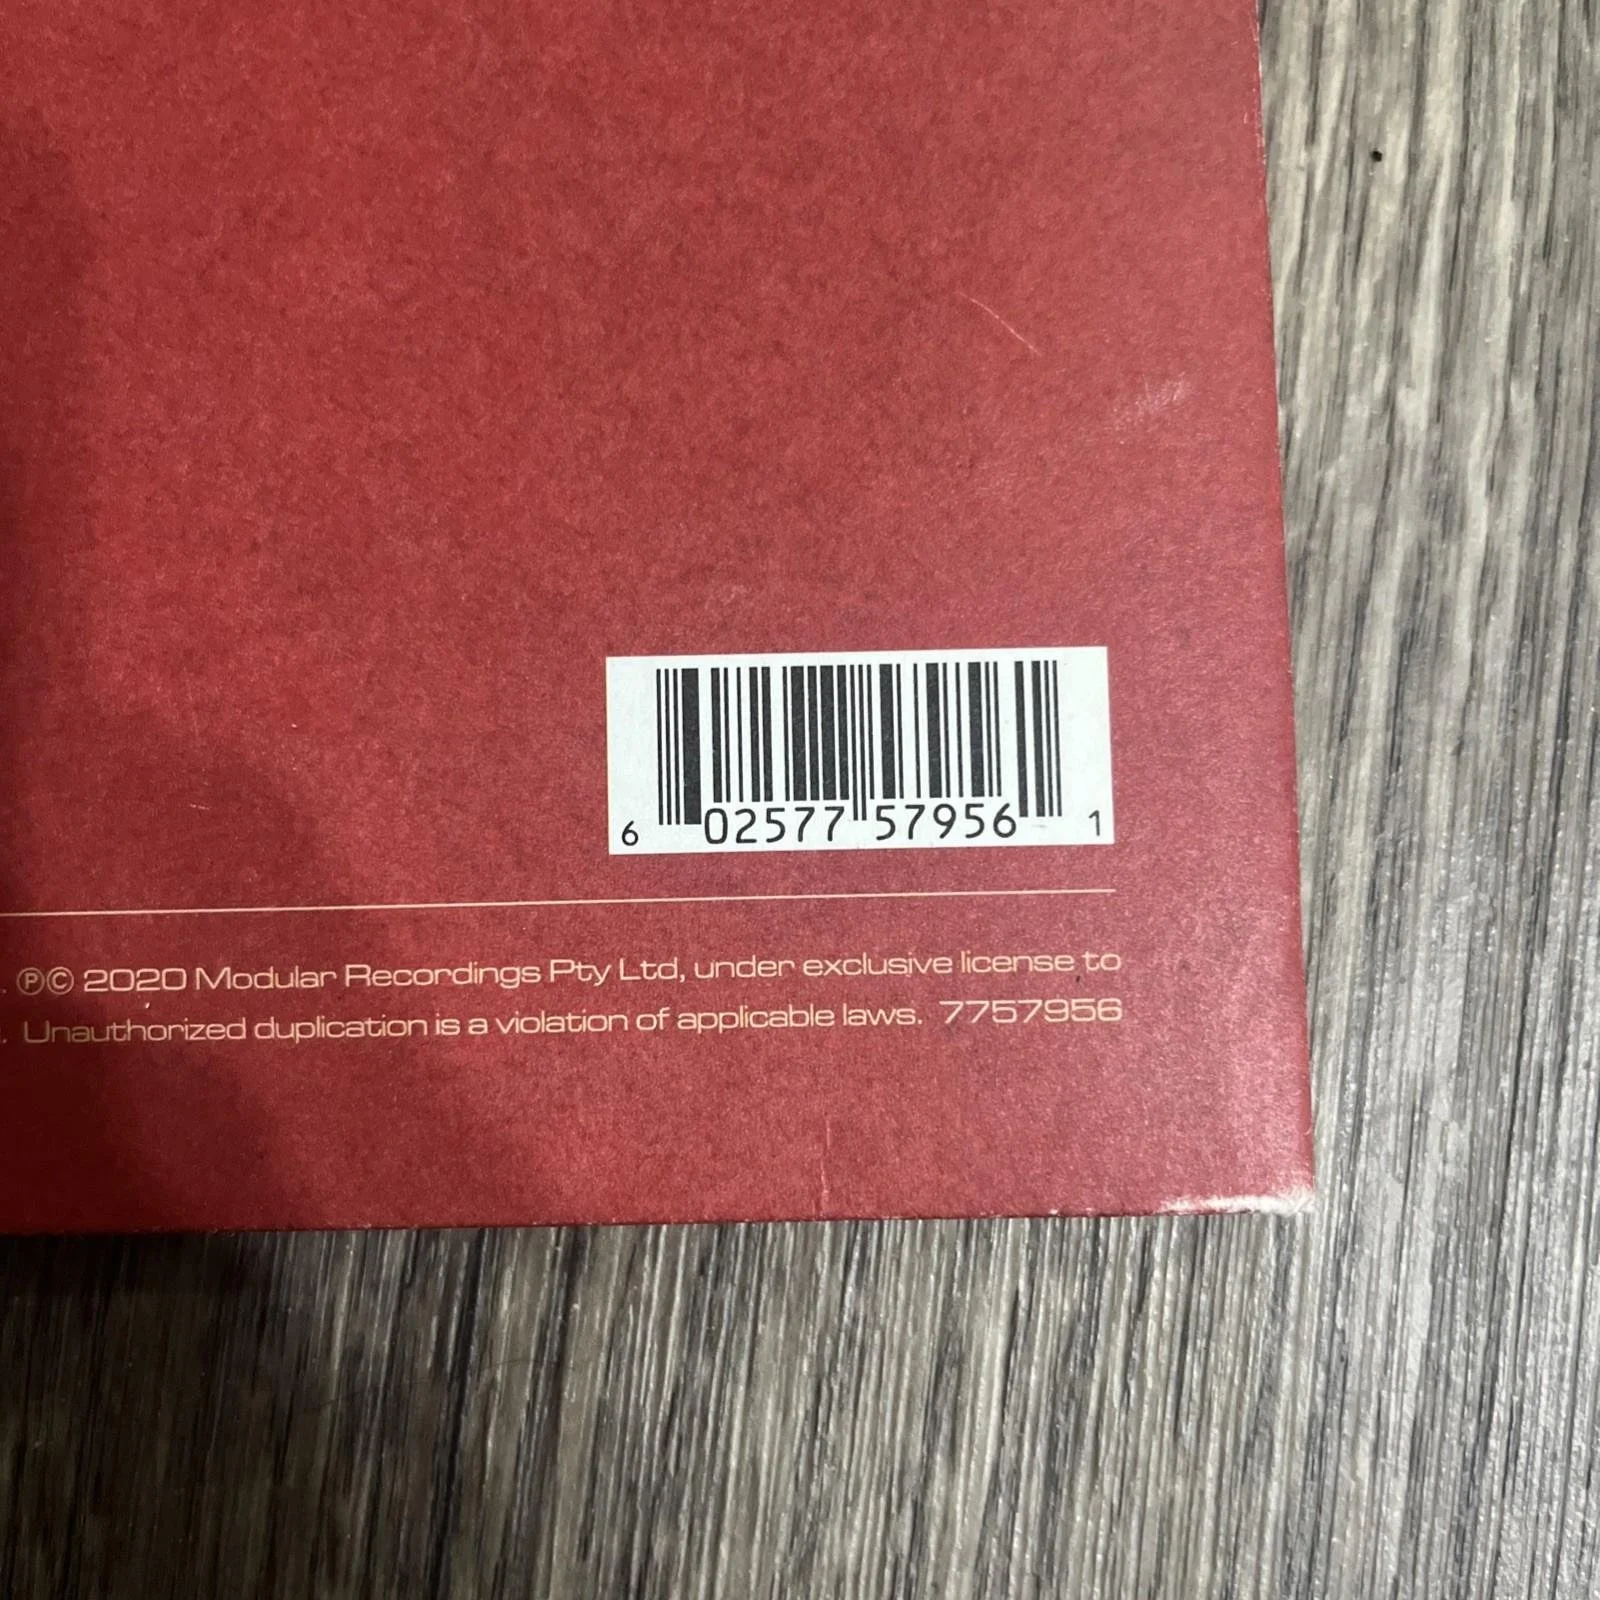 6 02577 57956 1
. ℗© 2020 Modular Recordings Pty Ltd, under exclusive license to
. Unauthorized duplication is a violation of applicable laws. 7757956